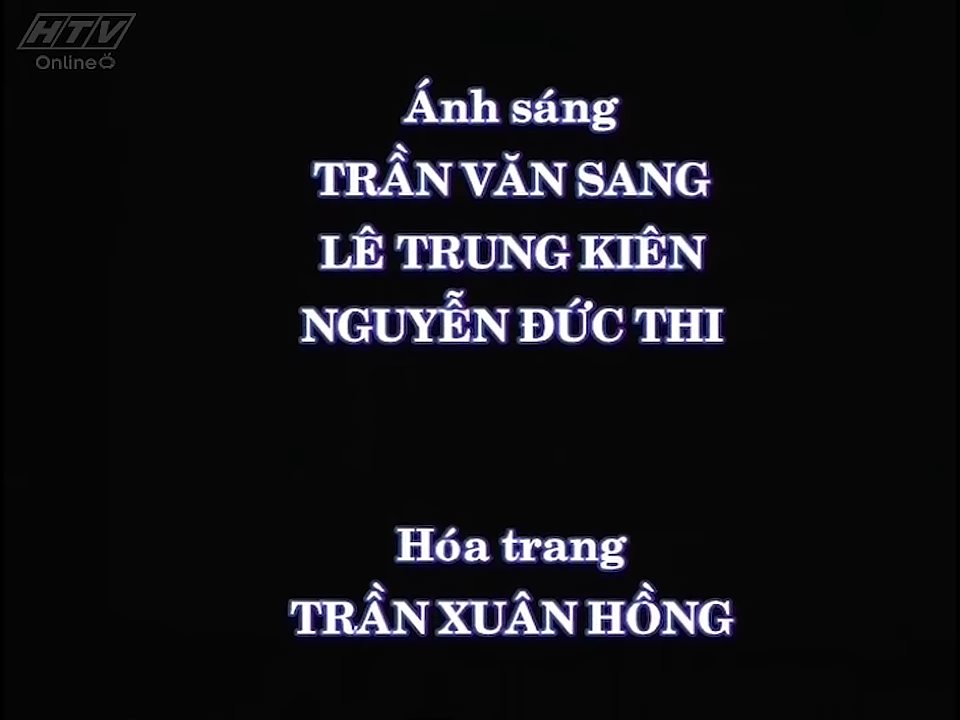 HTV
Online
Ánh sáng
TRẦN VĂN SANG
LÊ TRUNG KIÊN
NGUYỄN ĐỨC THI
Hóa trang
TRẦN XUÂN HỒNG